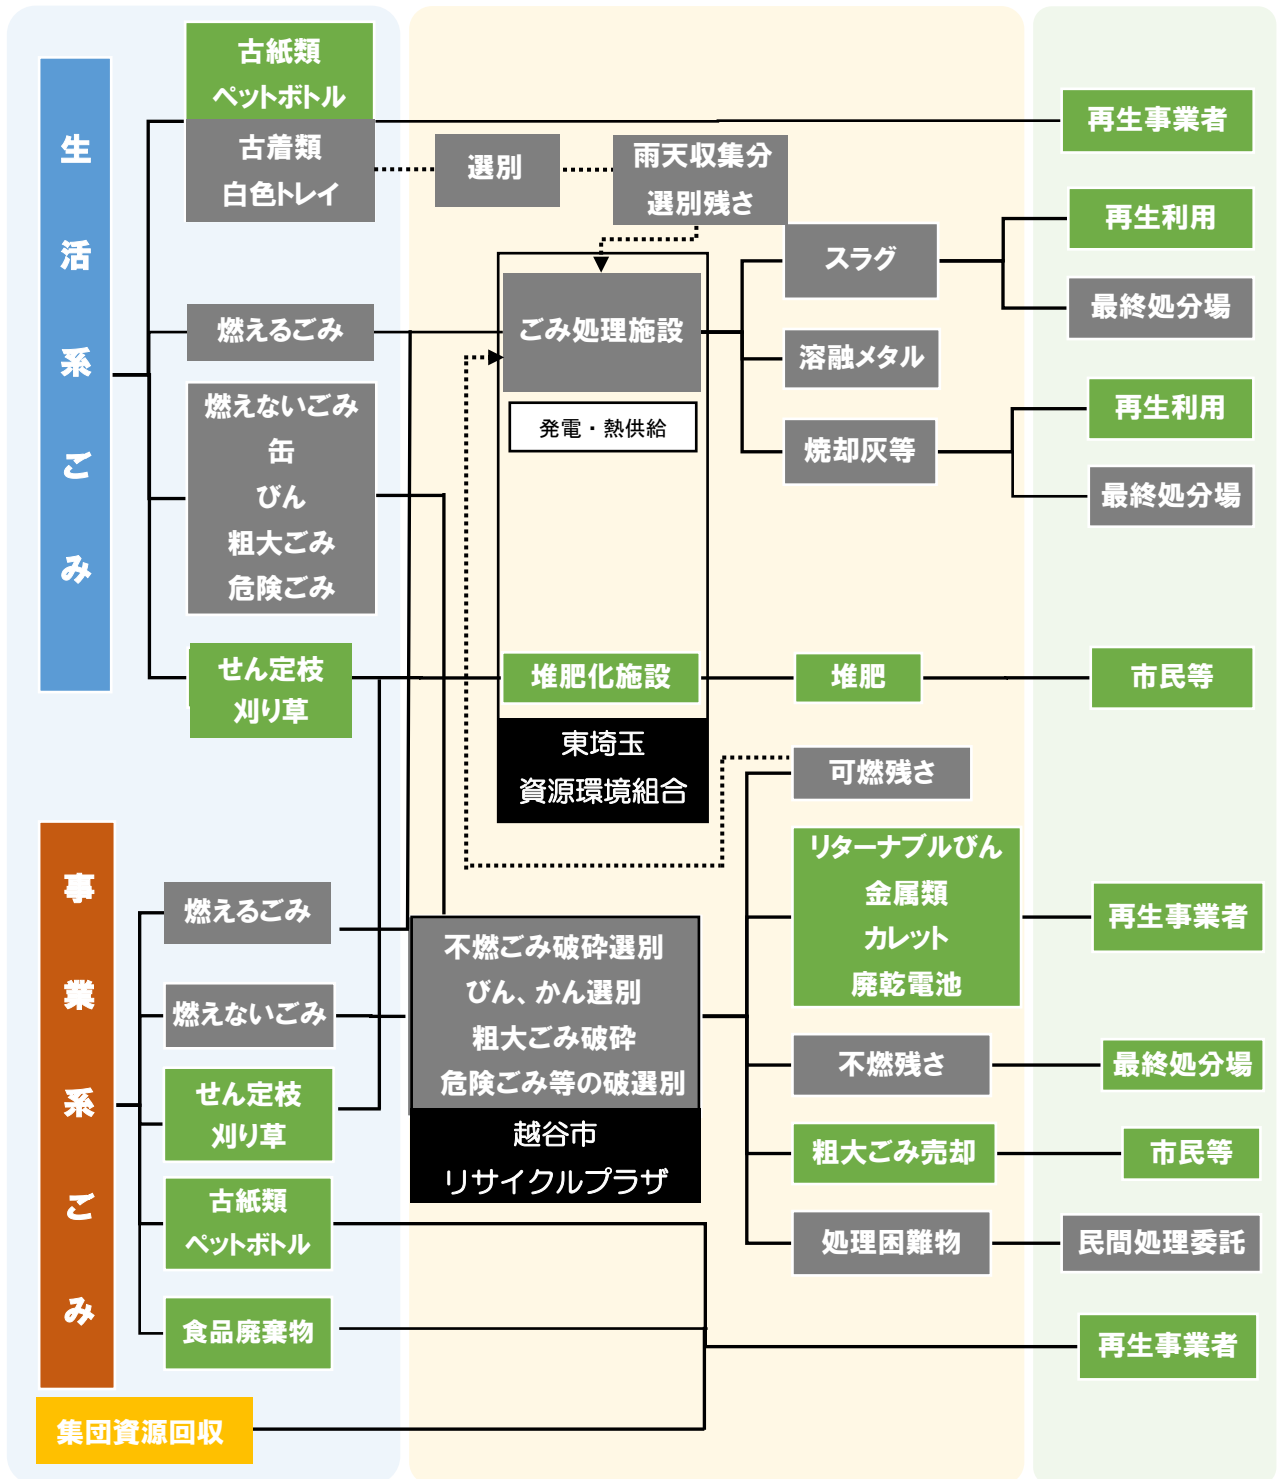 生活系ごみ
古紙類
ペットボトル
古着類
白色トレイ
選別
雨天収集分
選別残さ
再生事業者
燃えるごみ
ごみ処理施設
発電・熱供給
スラグ
再生利用
最終処分場
溶融メタル
焼却灰等
再生利用
最終処分場
燃えないごみ
缶
びん
粗大ごみ
危険ごみ
せん定枝
刈り草
堆肥化施設
堆肥
市民等
東埼玉
資源環境組合
事業系ごみ
燃えるごみ
燃えないごみ
せん定枝
刈り草
古紙類
ペットボトル
食品廃棄物
不燃ごみ破砕選別
びん、かん選別
粗大ごみ破砕
危険ごみ等の破選別
越谷市
リサイクルプラザ
可燃残さ
リターナブルびん
金属類
カレット
廃乾電池
再生事業者
不燃残さ
最終処分場
粗大ごみ売却
市民等
処理困難物
民間処理委託
再生事業者
集団資源回収